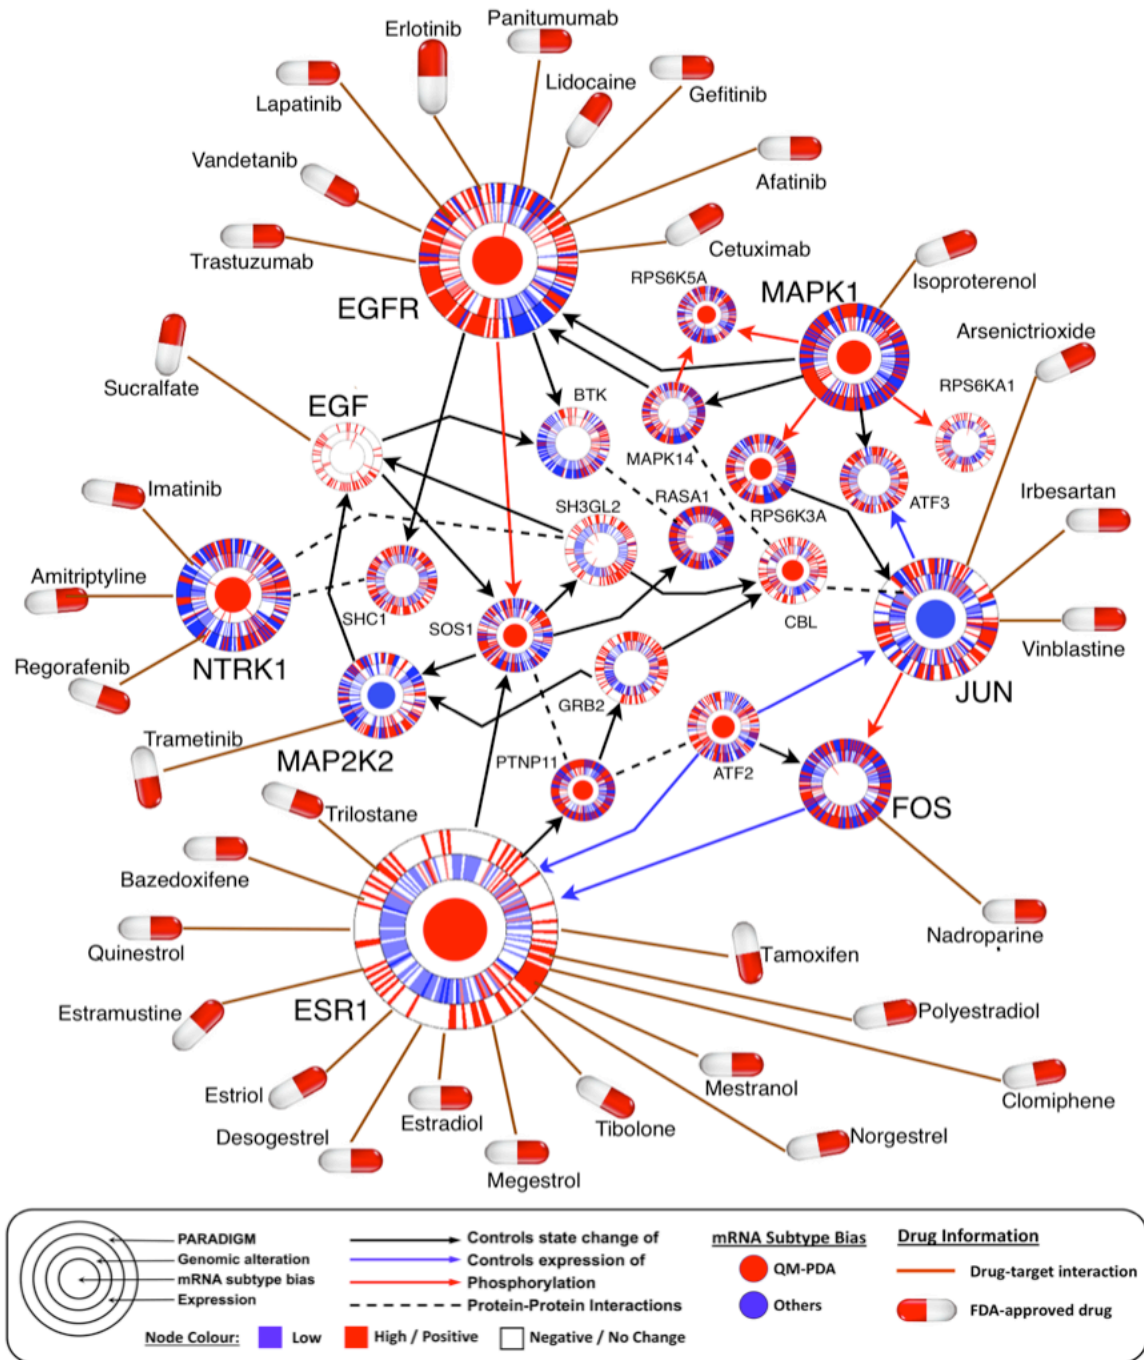 Panitumumab
Erlotinib
Lidocaine
Gefitinib
Lapatinib
Vandetanib
Afatinib
Trastuzumab
Cetuximab
RPS6K5A
MAPK1
Isoproterenol
EGFR
Arsenictrioxide
Sucralfate
RPS6KA1
EGF
BTK
MAPK14
Imatinib
SH3GL2
RASA1
RPS6K3A
ATF3
Irbesartan
Amitriptyline
SHC1
SOS1
CBL
Vinblastine
Regorafenib
NTRK1
GRB2
JUN
Trametinib
MAP2K2
PTNP11
ATF2
Trilostane
FOS
Bazedoxifene
Quinestrol
Nadroparine
Tamoxifen
Estramustine
ESR1
Polyestradiol
Mestranol
Estriol
Clomiphene
Estradiol
Tibolone
Desogestrel
Norgestrel
Megestrol
PARADIGM
Genomic alteration
mRNA subtype bias
Expression
Controls state change of
Controls expression of
Phosphorylation
Protein-Protein Interactions
mRNA Subtype Bias
QM-PDA
Others
Drug Information
Drug-target interaction
FDA-approved drug
Node Colour: Low High / Positive Negative / No Change